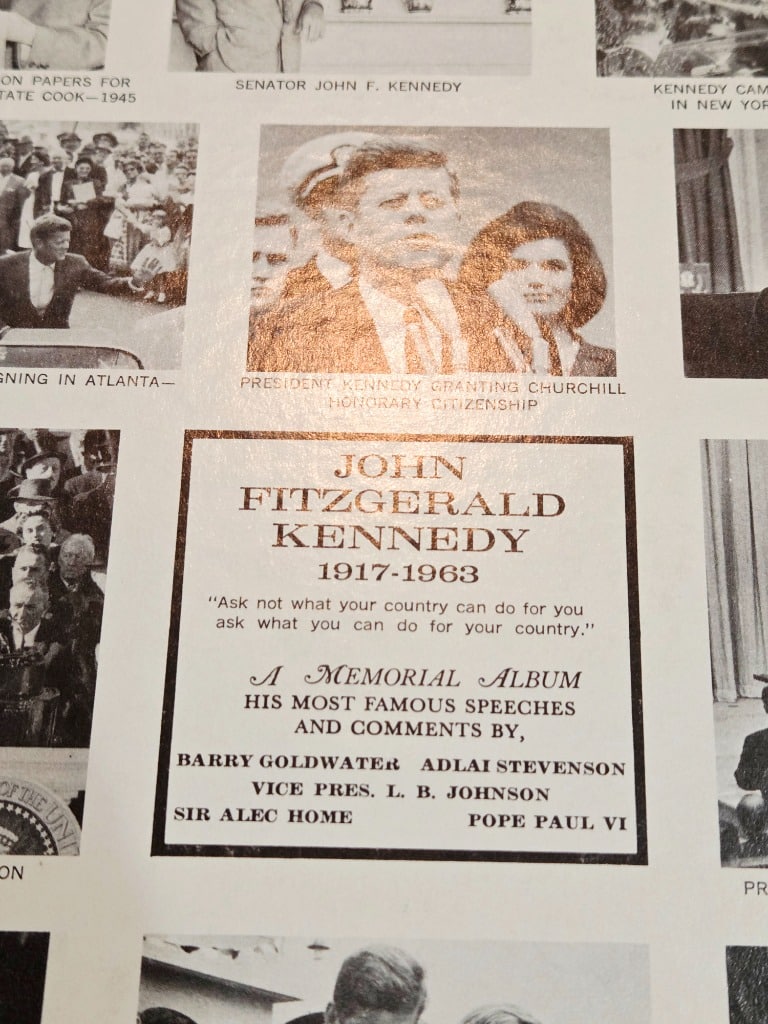 ON PAPERS FOR
TATE COOK—1945
SENATOR JOHN F. KENNEDY
KENNEDY CAM
IN NEW YOR
GNING IN ATLANTA—
PRESIDENT KENNEDY GRANTING CHURCHILL
HONORARY CITIZENSHIP
JOHN
FITZGERALD
KENNEDY
1917-1963
"Ask not what your country can do for you
ask what you can do for your country."
A MEMORIAL ALBUM
HIS MOST FAMOUS SPEECHES
AND COMMENTS BY,
BARRY GOLDWATER ADLAI STEVENSON
VICE PRES. L. B. JOHNSON
SIR ALEC HOME POPE PAUL VI
OF THE UNI
ON
PR